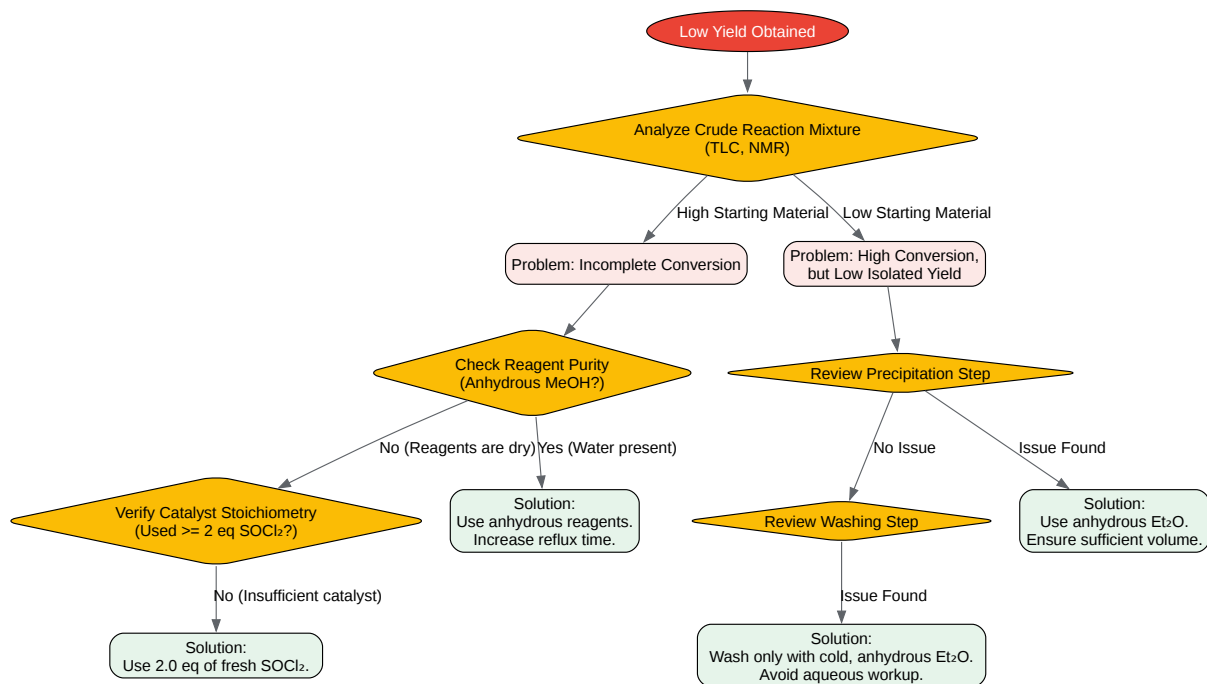 Low Yield Obtained
Analyze Crude Reaction Mixture
(TLC, NMR)
High Starting Material
Low Starting Material
Problem: Incomplete Conversion
Problem: High Conversion,
but Low Isolated Yield
Check Reagent Purity
(Anhydrous MeOH?)
Review Precipitation Step
No (Reagents are dry)
Yes (Water present)
No Issue
Issue Found
Verify Catalyst Stoichiometry
(Used >= 2 eq SOCl₂?)
Solution:
Use anhydrous reagents.
Increase reflux time.
Review Washing Step
Solution:
Use anhydrous Et₂O.
Ensure sufficient volume.
No (Insufficient catalyst)
Issue Found
Solution:
Use 2.0 eq of fresh SOCl₂.
Solution:
Wash only with cold, anhydrous Et₂O.
Avoid aqueous workup.